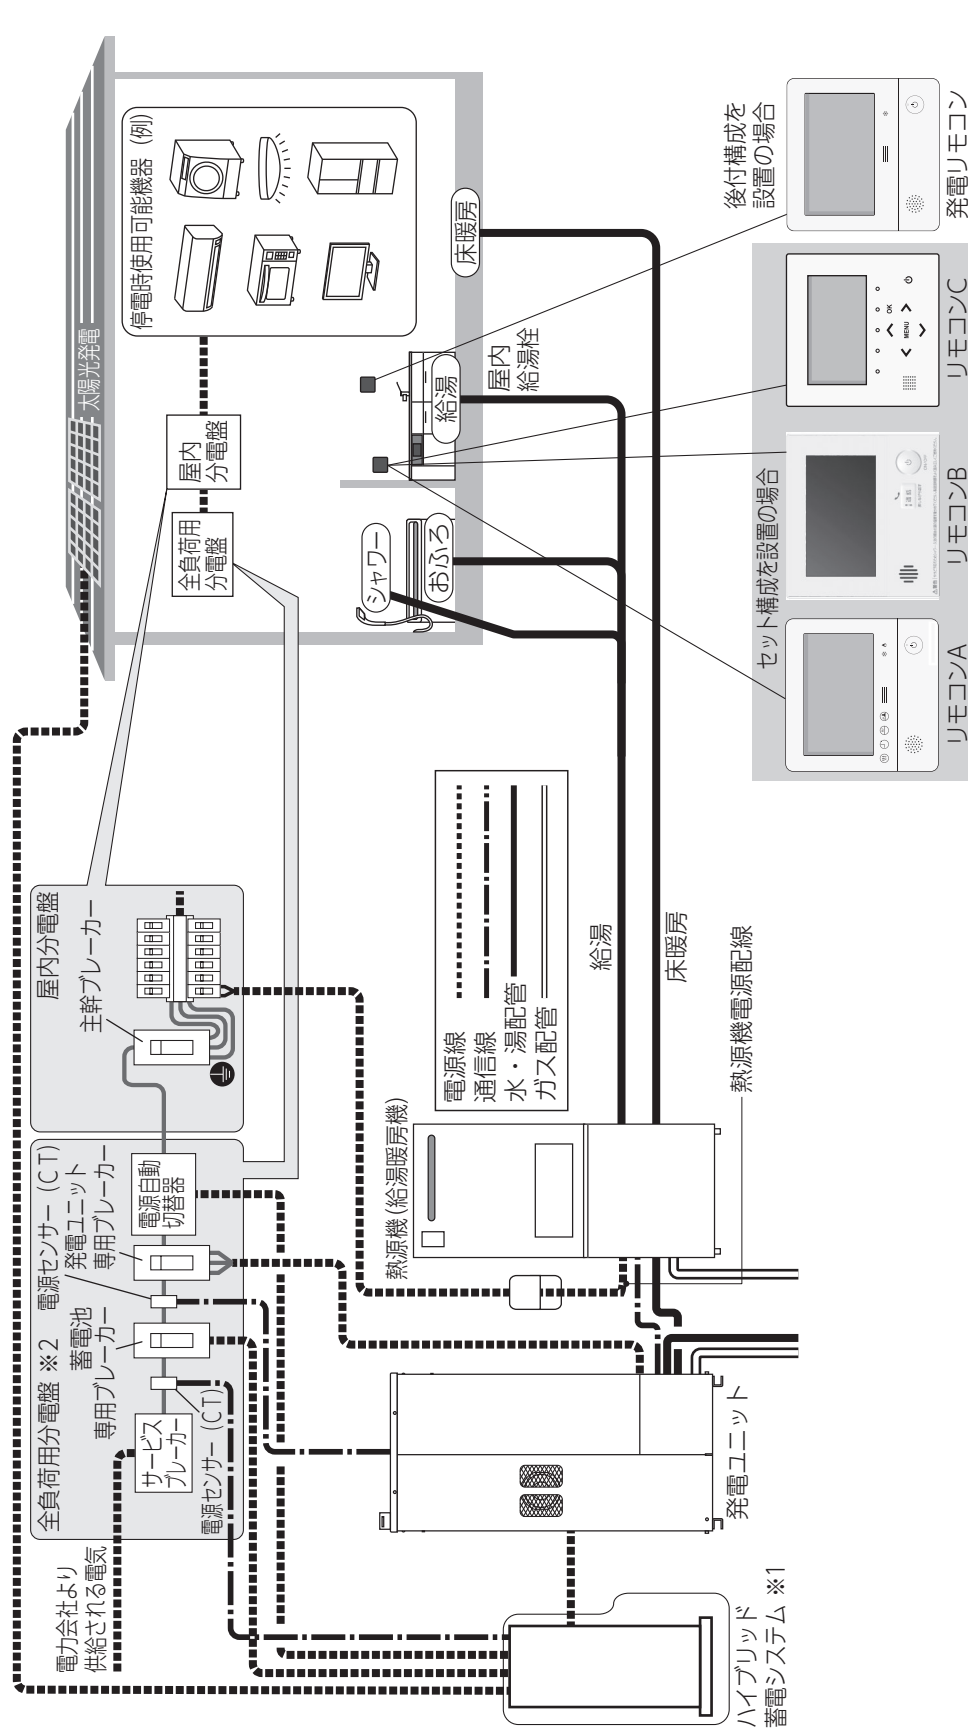 太陽光発電
停電時使用可能機器（例）
屋内
分電盤
全負荷用
分電盤
シャワー
おふろ
給湯
屋内
給湯栓
床暖房
電力会社より
供給される電気
全負荷用分電盤 ※2
サービス
ブレーカー
電源センサー（CT）
蓄電池
専用ブレーカー
電源センサー（CT）
発電ユニット
専用ブレーカー
電源自動
切替器
屋内分電盤
主幹ブレーカー
電源線
通信線
水・湯配管
ガス配管
熱源機（給湯暖房機）
給湯
床暖房
熱源機電源配線
ハイブリッド
蓄電システム ※1
発電ユニット
セット構成を設置の場合
リモコンA
リモコンB
リモコンC
MENU
OK
後付構成を
設置の場合
発電リモコン